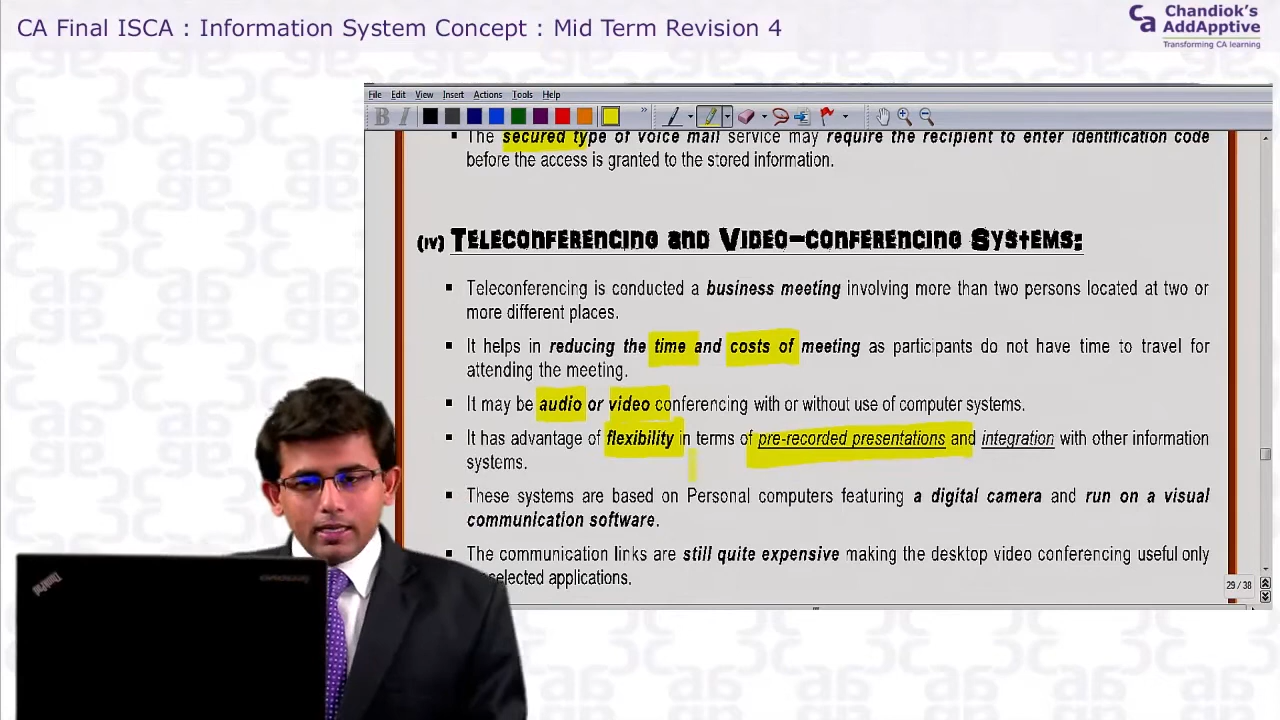 CA Final ISCA : Information System Concept : Mid Term Revision 4
Chandiok's
AddApptive
Transforming CA learning
File Edit View Insert Actions Tools Help
B I
▪ The secured type of voice mail service may require the recipient to enter identification code
before the access is granted to the stored information.
(iv) Teleconferencing and Video-conferencing Systems:
▪ Teleconferencing is conducted a business meeting involving more than two persons located at two or
more different places.
▪ It helps in reducing the time and costs of meeting as participants do not have time to travel for
attending the meeting.
▪ It may be audio or video conferencing with or without use of computer systems.
▪ It has advantage of flexibility in terms of pre-recorded presentations and integration with other information
systems.
▪ These systems are based on Personal computers featuring a digital camera and run on a visual
communication software.
▪ The communication links are still quite expensive making the desktop video conferencing useful only
selected applications.
29 / 38
ThinkPad